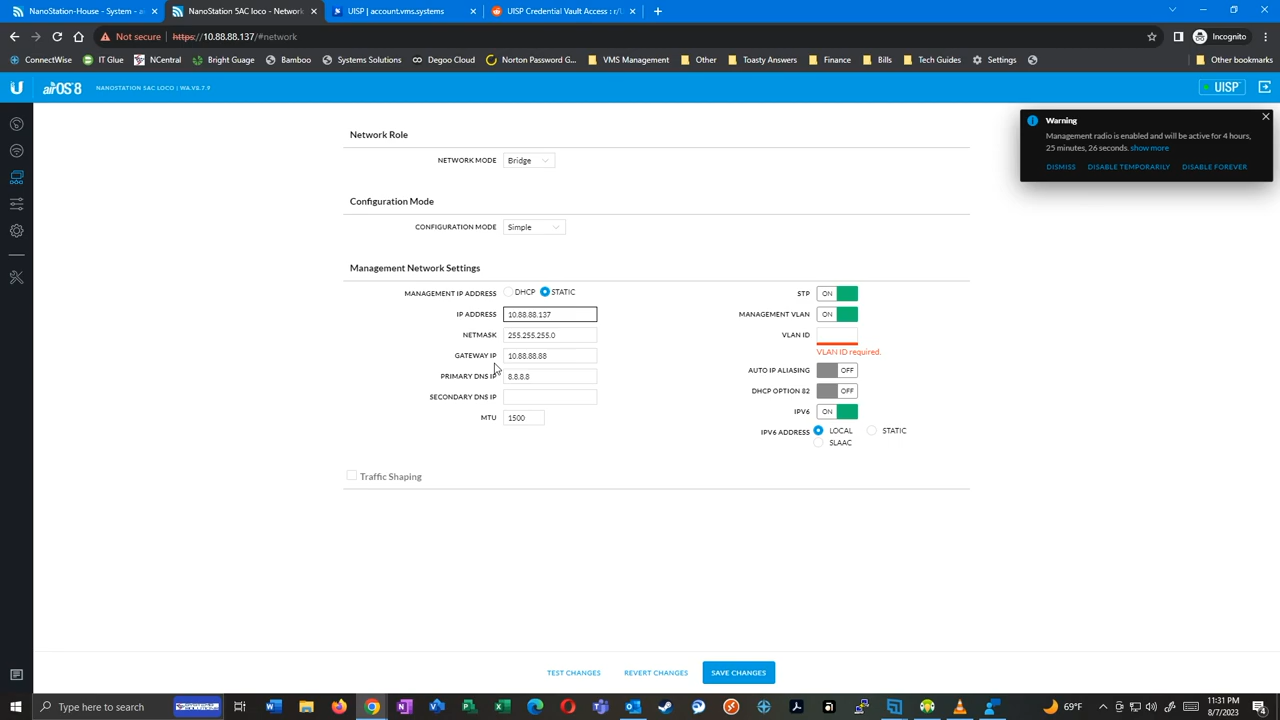 NanoStation-House - System - ai
NanoStation 5AC loco - Network
UISP | account.vms.systems
UISP Credential Vault Access : r/U
Not secure
https://10.88.88.137/#network
Incognito
ConnectWise
IT Glue
NCentral
Bright Guage
Bamboo
Systems Solutions
Degoo Cloud
Norton Password G...
VMS Management
Other
Toasty Answers
Finance
Bills
Tech Guides
Settings
Other bookmarks
airOS 8
NANOSTATION 5AC LOCO | WA.V8.7.9
UISP
Warning
Management radio is enabled and will be active for 4 hours,
25 minutes, 26 seconds. show more
DISMISS DISABLE TEMPORARILY DISABLE FOREVER
Network Role
NETWORK MODE Bridge
Configuration Mode
CONFIGURATION MODE Simple
Management Network Settings
MANAGEMENT IP ADDRESS DHCP STATIC
IP ADDRESS 10.88.88.137
NETMASK 255.255.255.0
GATEWAY IP 10.88.88.88
PRIMARY DNS IP 8.8.8.8
SECONDARY DNS IP
MTU 1500
STP ON
MANAGEMENT VLAN ON
VLAN ID
VLAN ID required.
AUTO IP ALIASING OFF
DHCP OPTION 82 OFF
IPV6 ON
IPV6 ADDRESS LOCAL STATIC
SLAAC
Traffic Shaping
TEST CHANGES REVERT CHANGES SAVE CHANGES
Type here to search
69°F
11:31 PM
8/7/2023